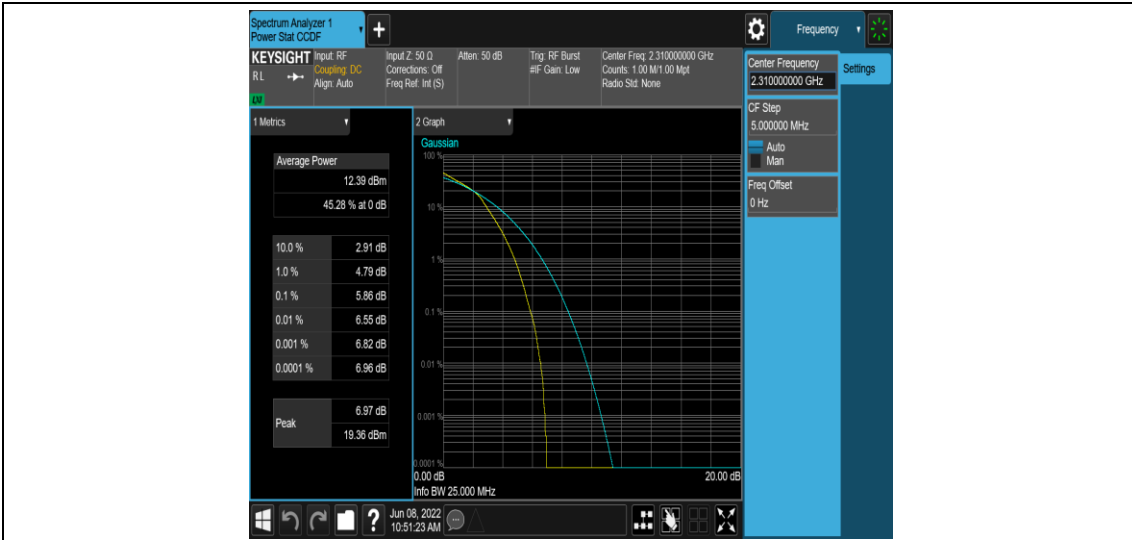 Spectrum Analyzer 1
Power Stat CCDF
+
Frequency
KEYSIGHT
Input: RF
Input Z: 50 Ω
Atten: 50 dB
Trig: RF Burst
Center Freq: 2.310000000 GHz
R L
Coupling: DC
Corrections: Off
#IF Gain: Low
Counts: 1.00 M/1.00 Mpt
Align: Auto
Freq Ref: Int (S)
Radio Std: None
Center Frequency
2.310000000 GHz
Settings
CF Step
5.000000 MHz
Auto
Man
Freq Offset
0 Hz
1 Metrics
Average Power
12.39 dBm
45.28 % at 0 dB
10.0 % 2.91 dB
1.0 % 4.79 dB
0.1 % 5.86 dB
0.01 % 6.55 dB
0.001 % 6.82 dB
0.0001 % 6.96 dB
Peak
6.97 dB
19.36 dBm
2 Graph
Gaussian
100 %
10 %
1 %
0.1 %
0.01 %
0.001 %
0.0001 %
0.00 dB
20.00 dB
Info BW 25.000 MHz
?
Jun 08, 2022
10:51:23 AM